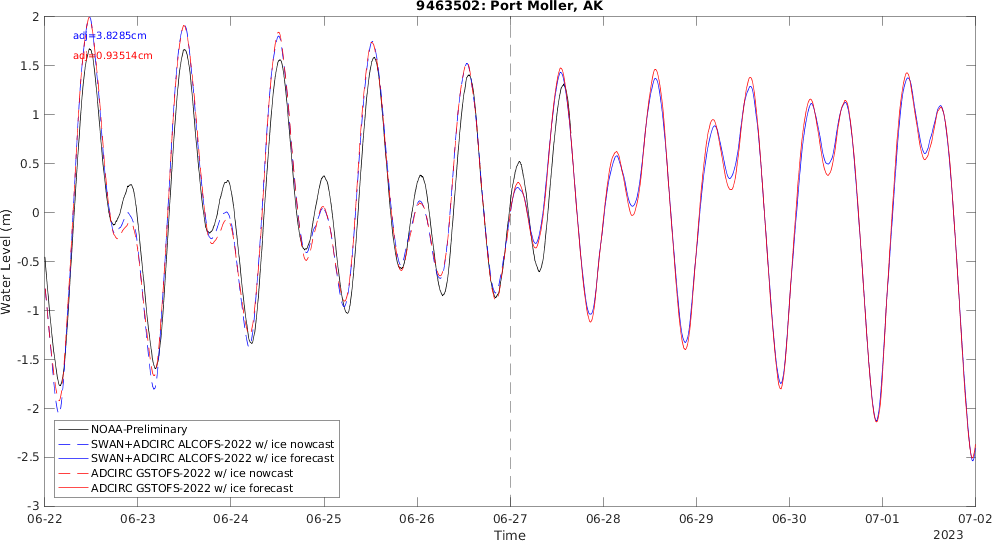 9463502: Port Moller, AK
2
adj=3.8285cm
adj=0.93514cm
1.5
1
0.5
0
-0.5
-1
-1.5
-2
-2.5
-3
Water Level (m)
NOAA-Preliminary
SWAN+ADCIRC ALCOFS-2022 w/ ice nowcast
SWAN+ADCIRC ALCOFS-2022 w/ ice forecast
ADCIRC GSTOFS-2022 w/ ice nowcast
ADCIRC GSTOFS-2022 w/ ice forecast
06-22 06-23 06-24 06-25 06-26 06-27 06-28 06-29 06-30 07-01 07-02
Time
2023